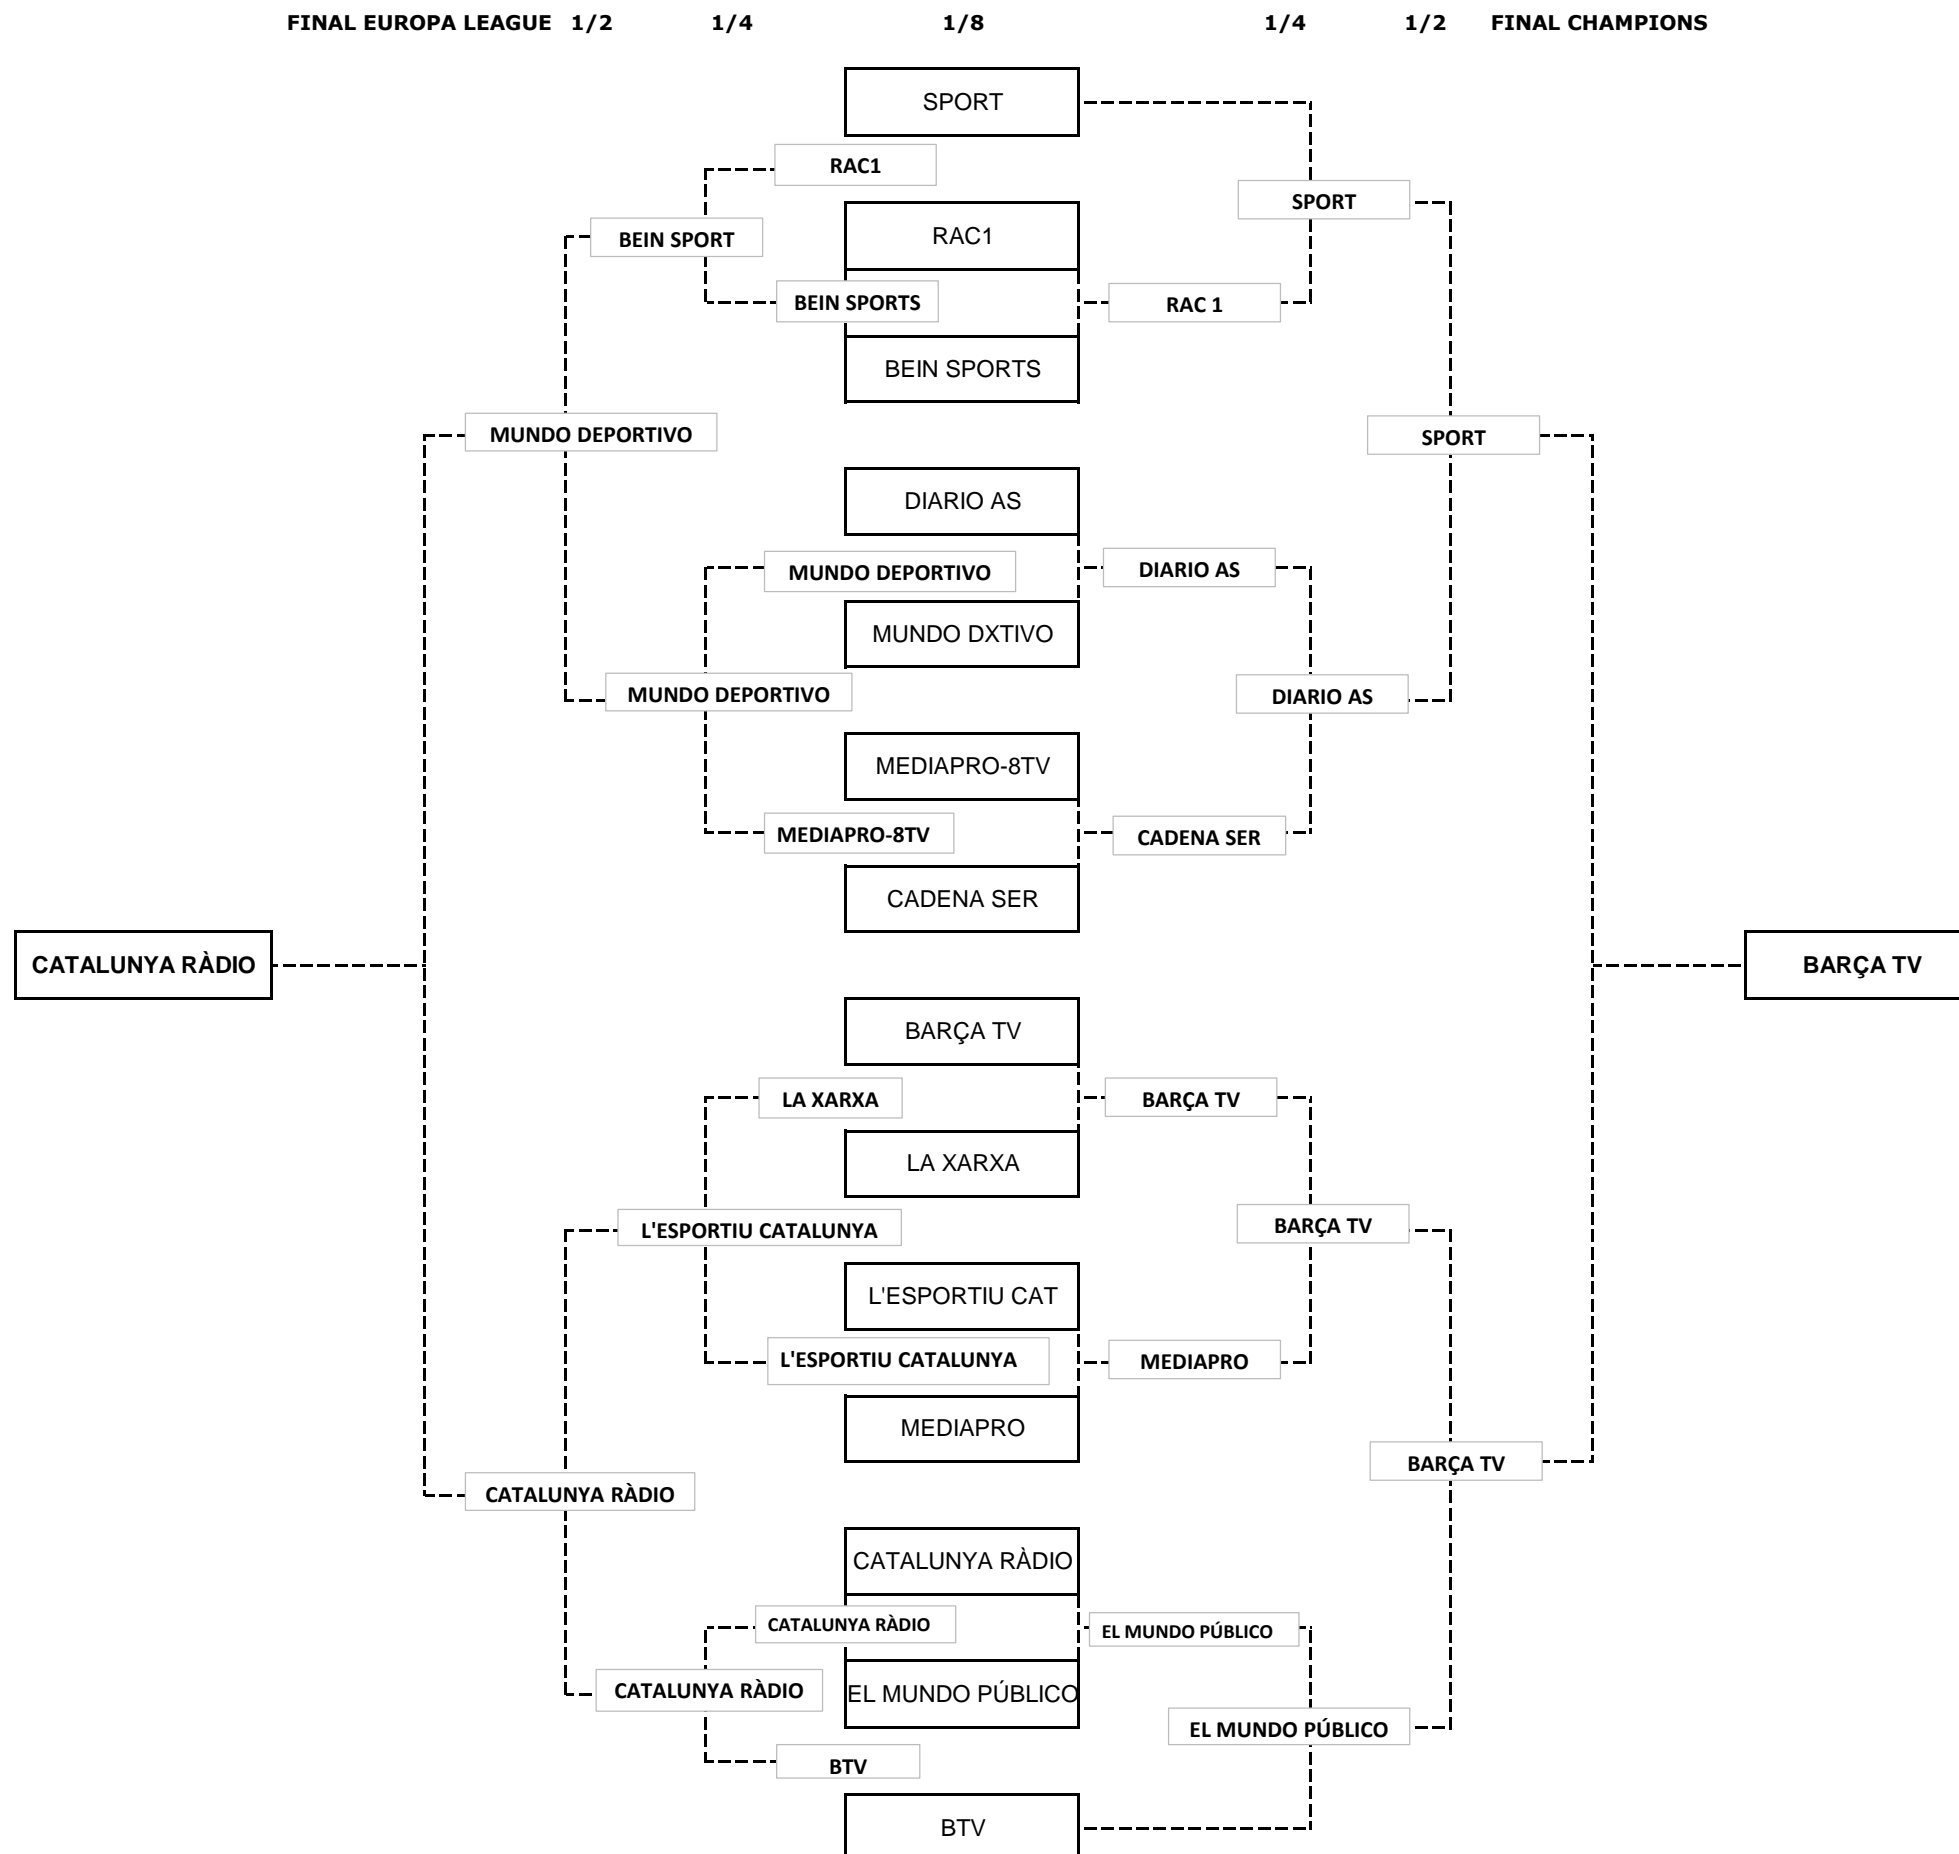 FINAL EUROPA LEAGUE 1/2 1/4 1/8 1/4 1/2 FINAL CHAMPIONS
SPORT
RAC1
SPORT
BEIN SPORT
RAC1
BEIN SPORTS
RAC 1
BEIN SPORTS
MUNDO DEPORTIVO
SPORT
DIARIO AS
MUNDO DEPORTIVO
DIARIO AS
MUNDO DXTIVO
MUNDO DEPORTIVO
DIARIO AS
MEDIAPRO-8TV
MEDIAPRO-8TV
CADENA SER
CADENA SER
CATALUNYA RÀDIO
BARÇA TV
BARÇA TV
LA XARXA
BARÇA TV
LA XARXA
L'ESPORTIU CATALUNYA
BARÇA TV
L'ESPORTIU CAT
L'ESPORTIU CATALUNYA
MEDIAPRO
MEDIAPRO
BARÇA TV
CATALUNYA RÀDIO
CATALUNYA RÀDIO
CATALUNYA RÀDIO
EL MUNDO PÚBLICO
CATALUNYA RÀDIO
EL MUNDO PÚBLICO
EL MUNDO PÚBLICO
BTV
BTV